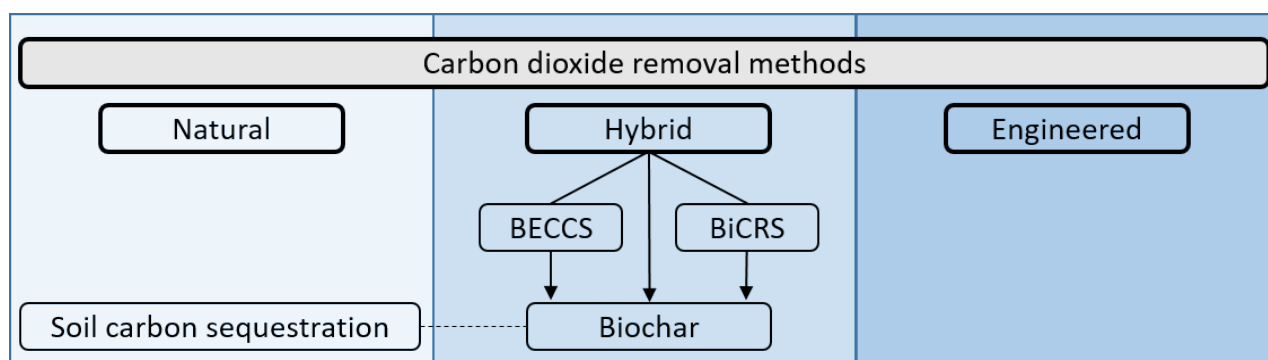 Carbon dioxide removal methods
Natural
Hybrid
Engineered
BECCS
BiCRS
Soil carbon sequestration
Biochar